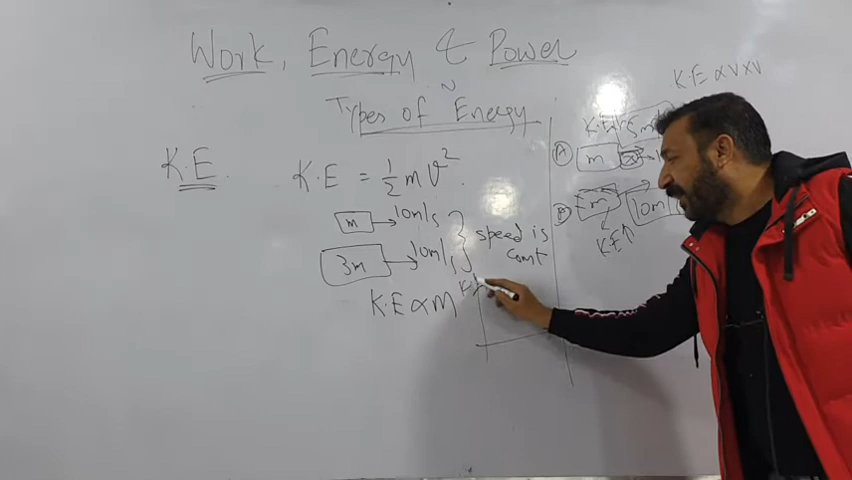 Work, Energy & Power
Types of Energy
K.E
K.E = 1/2 m V²
m → 10m/s
3m → 10m/s
speed is
const
K.E ∝ m
K.E ∝ V x V
A m
B m 10m
K.E ↑